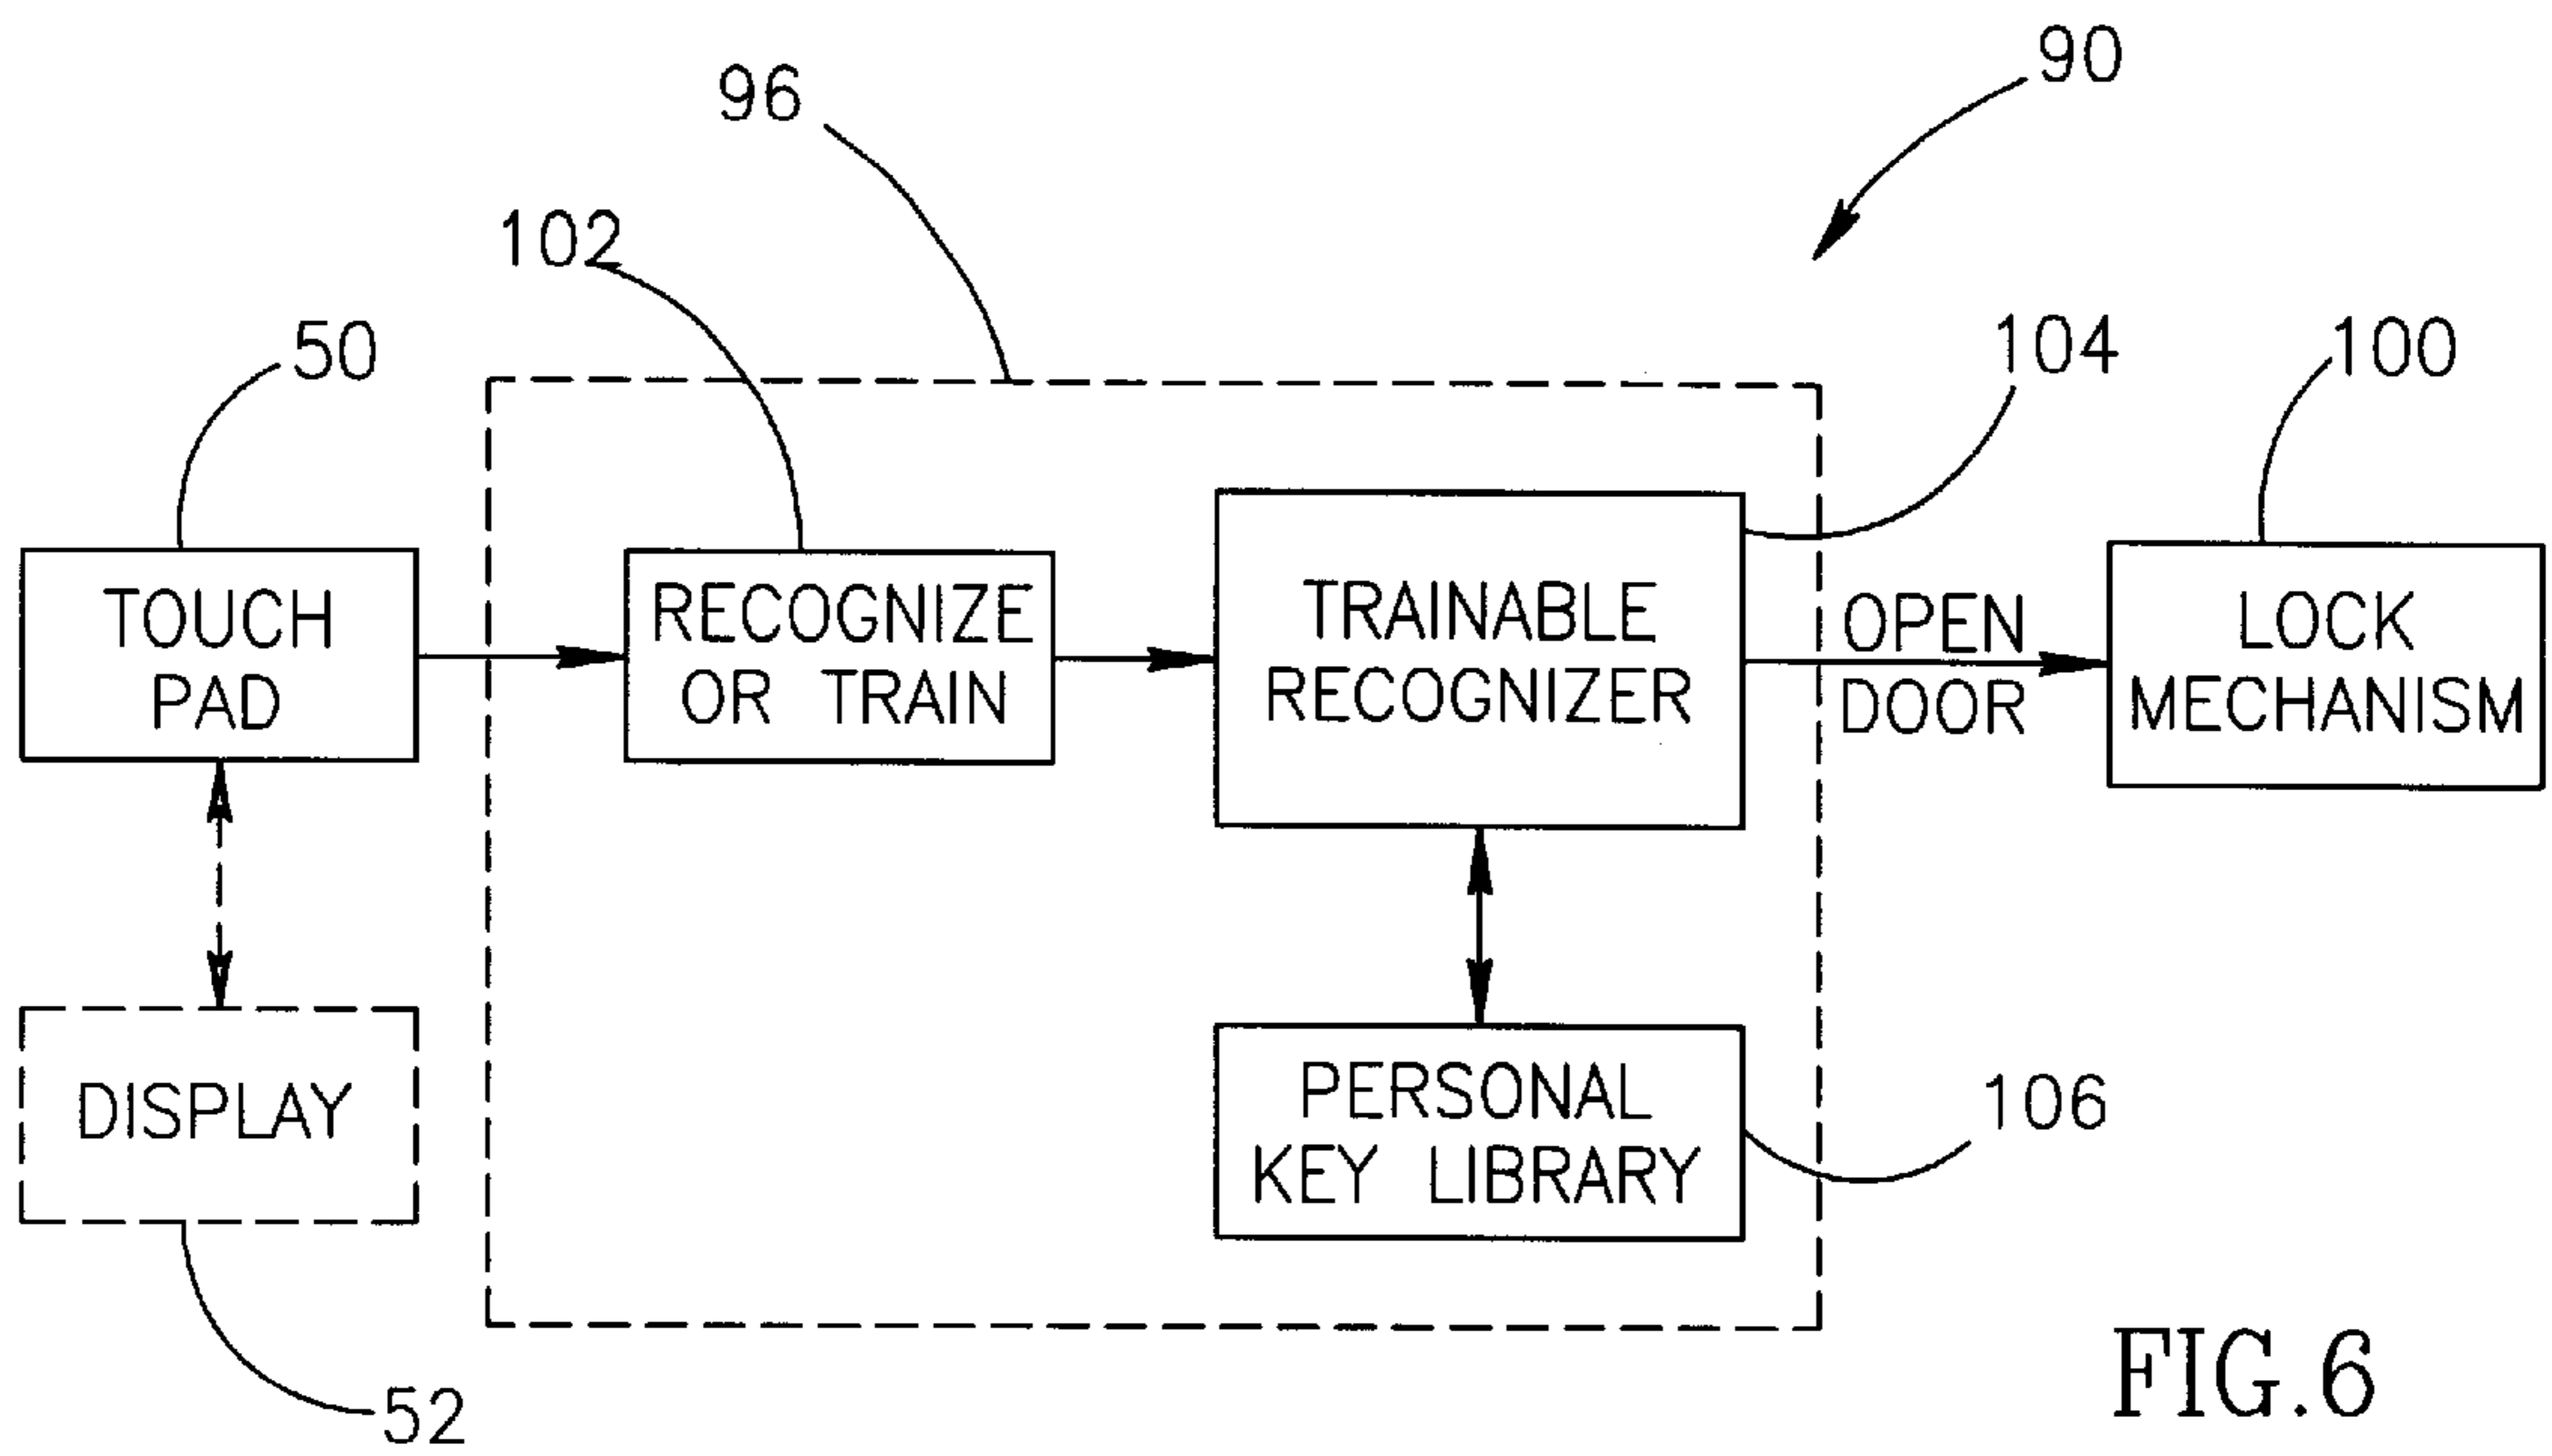 90
96
102
50
104
100
TOUCH
PAD
RECOGNIZE
OR TRAIN
TRAINABLE
RECOGNIZER
OPEN
DOOR
LOCK
MECHANISM
DISPLAY
PERSONAL
KEY LIBRARY
106
52
FIG.6